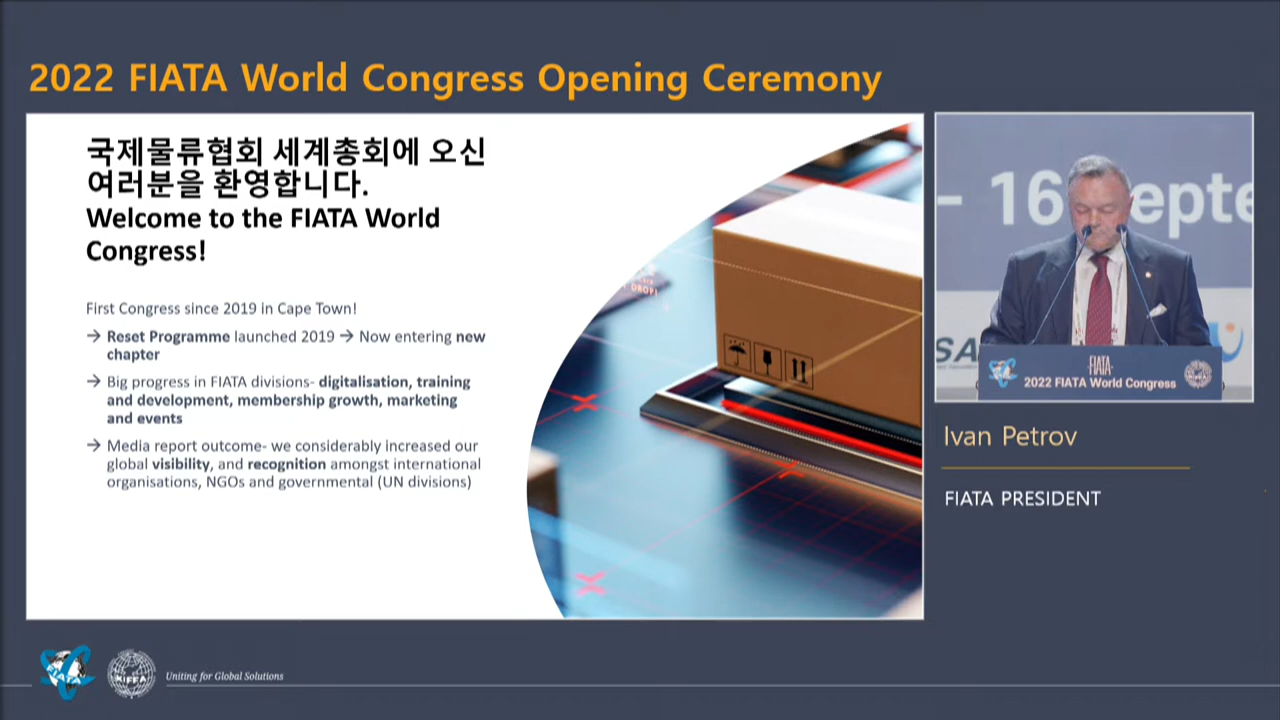 2022 FIATA World Congress Opening Ceremony
국제물류협회 세계총회에 오신
여러분을 환영합니다.
Welcome to the FIATA World
Congress!
First Congress since 2019 in Cape Town!
→ Reset Programme launched 2019 → Now entering new
chapter
→ Big progress in FIATA divisions- digitalisation, training
and development, membership growth, marketing
and events
→ Media report outcome- we considerably increased our
global visibility, and recognition amongst international
organisations, NGOs and governmental (UN divisions)
- 16 epte
SA
FIATA
2022 FIATA World Congress
Ivan Petrov
FIATA PRESIDENT
FIATA
KIFFA
Uniting for Global Solutions